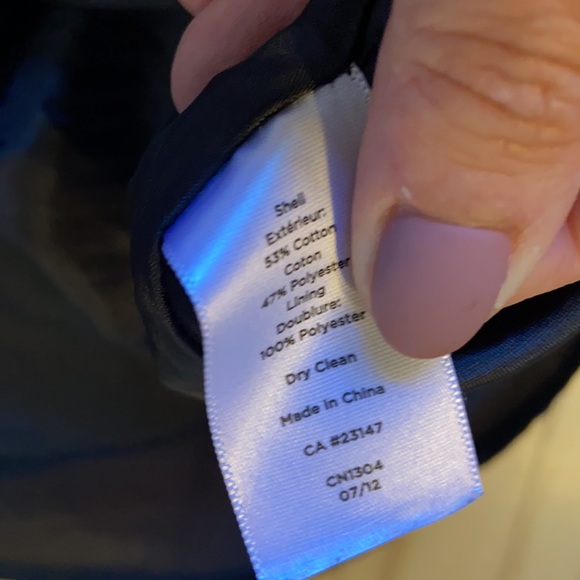 Shell
Extérieur:
53% Cotton
Coton
47% Polyester
Lining
Doublure:
100% Polyester
Dry Clean
Made in China
CA #23147
CN1304
07/12